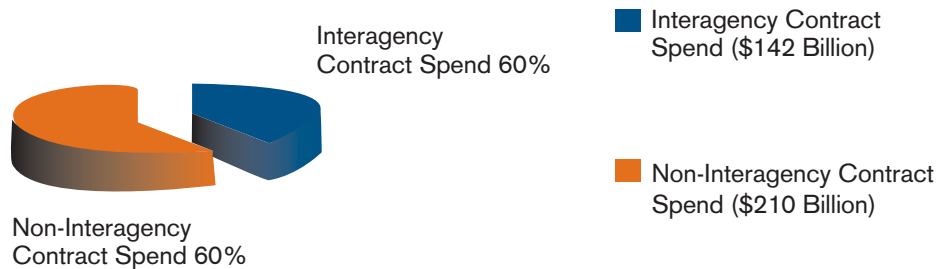 Interagency
Contract Spend 60%
Interagency Contract
Spend ($142 Billion)
Non-Interagency Contract
Spend ($210 Billion)
Non-Interagency
Contract Spend 60%